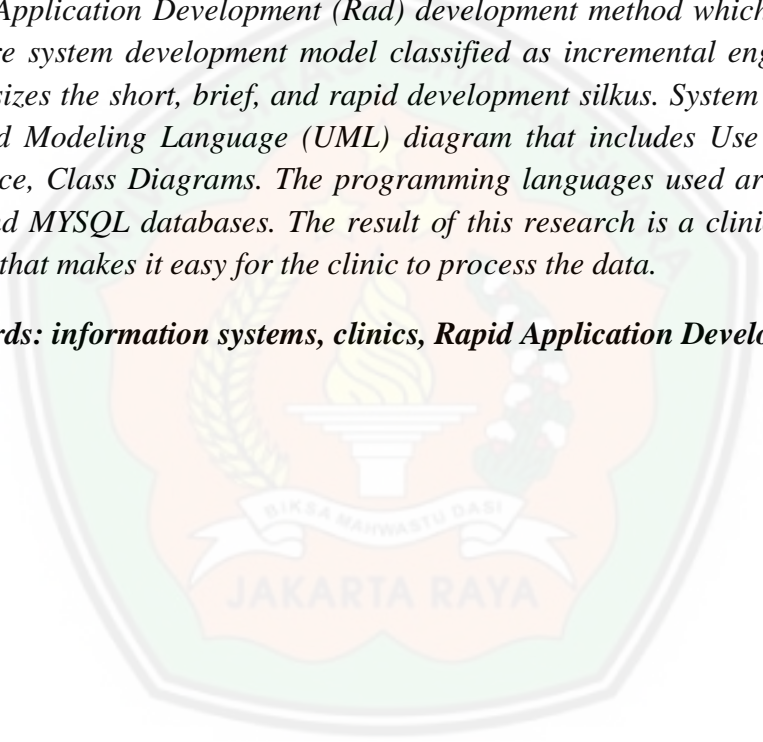 Application Development (Rad) development method which
re system development model classified as incremental eng
sizes the short, brief, and rapid development silkus. System
d Modeling Language (UML) diagram that includes Use
ce, Class Diagrams. The programming languages used ar
nd MYSQL databases. The result of this research is a clini
that makes it easy for the clinic to process the data.
rds: information systems, clinics, Rapid Application Develo
BIKSA MAHWASTU DASI
JAKARTA RAYA